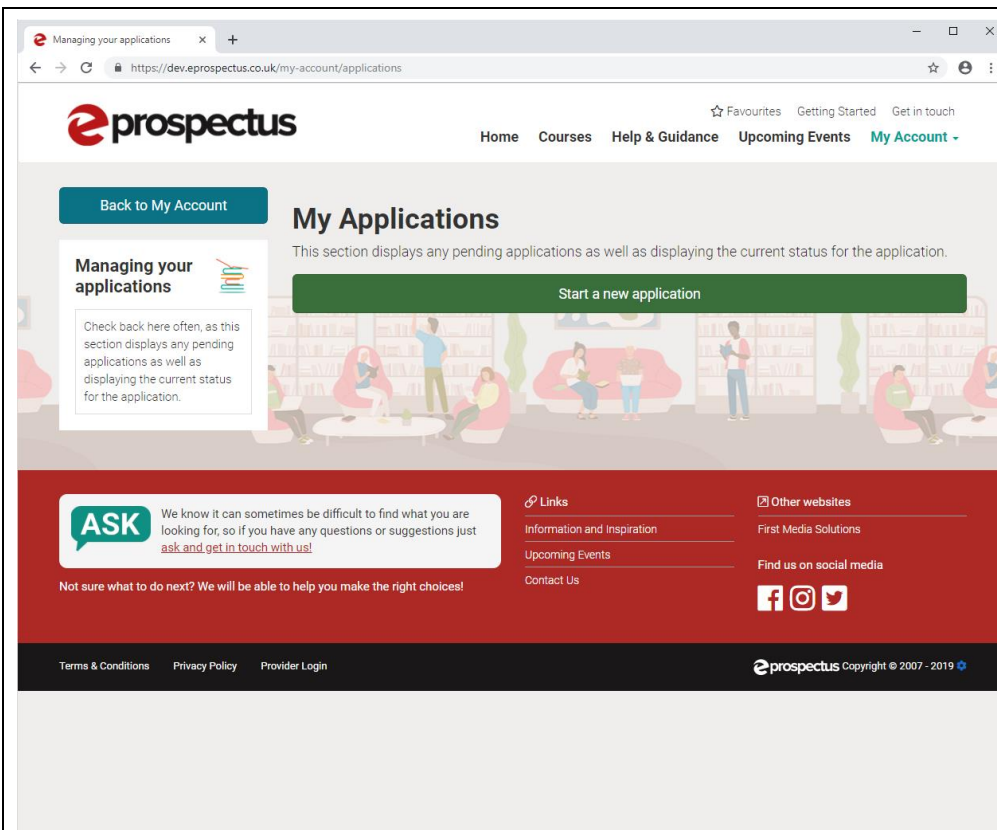 Managing your applications
https://dev.eprospectus.co.uk/my-account/applications
eprospectus
Favourites Getting Started Get in touch
Home Courses Help & Guidance Upcoming Events My Account
Back to My Account
Managing your
applications
Check back here often, as this
section displays any pending
applications as well as
displaying the current status
for the application.
My Applications
This section displays any pending applications as well as displaying the current status for the application.
Start a new application
ASK
We know it can sometimes be difficult to find what you are
looking for, so if you have any questions or suggestions just
ask and get in touch with us!
Not sure what to do next? We will be able to help you make the right choices!
Links
Information and Inspiration
Upcoming Events
Contact Us
Other websites
First Media Solutions
Find us on social media
Terms & Conditions Privacy Policy Provider Login
eprospectus Copyright © 2007 - 2019